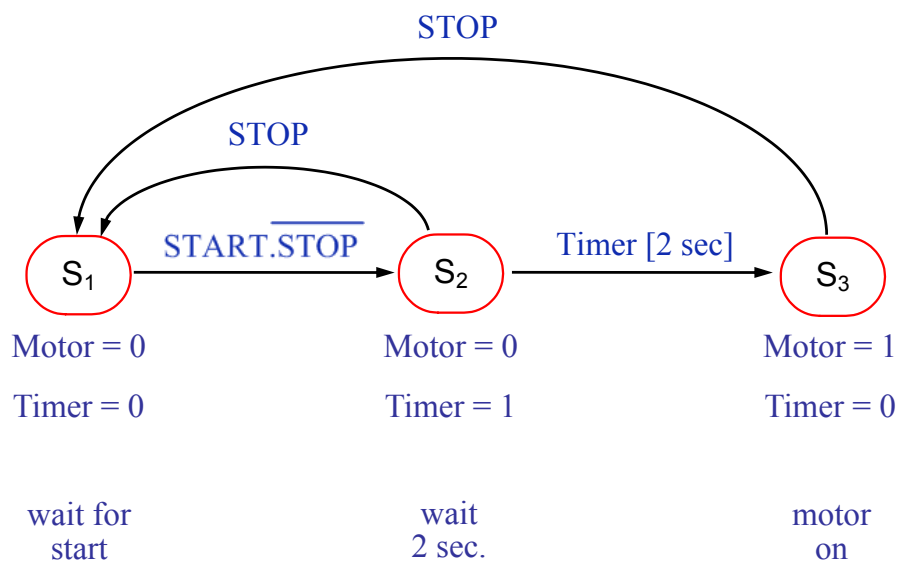 STOP
STOP
START.S̅T̅O̅P̅
Timer [2 sec]
S₁
S₂
S₃
Motor = 0
Motor = 0
Motor = 1
Timer = 0
Timer = 1
Timer = 0
wait for
start
wait
2 sec.
motor
on